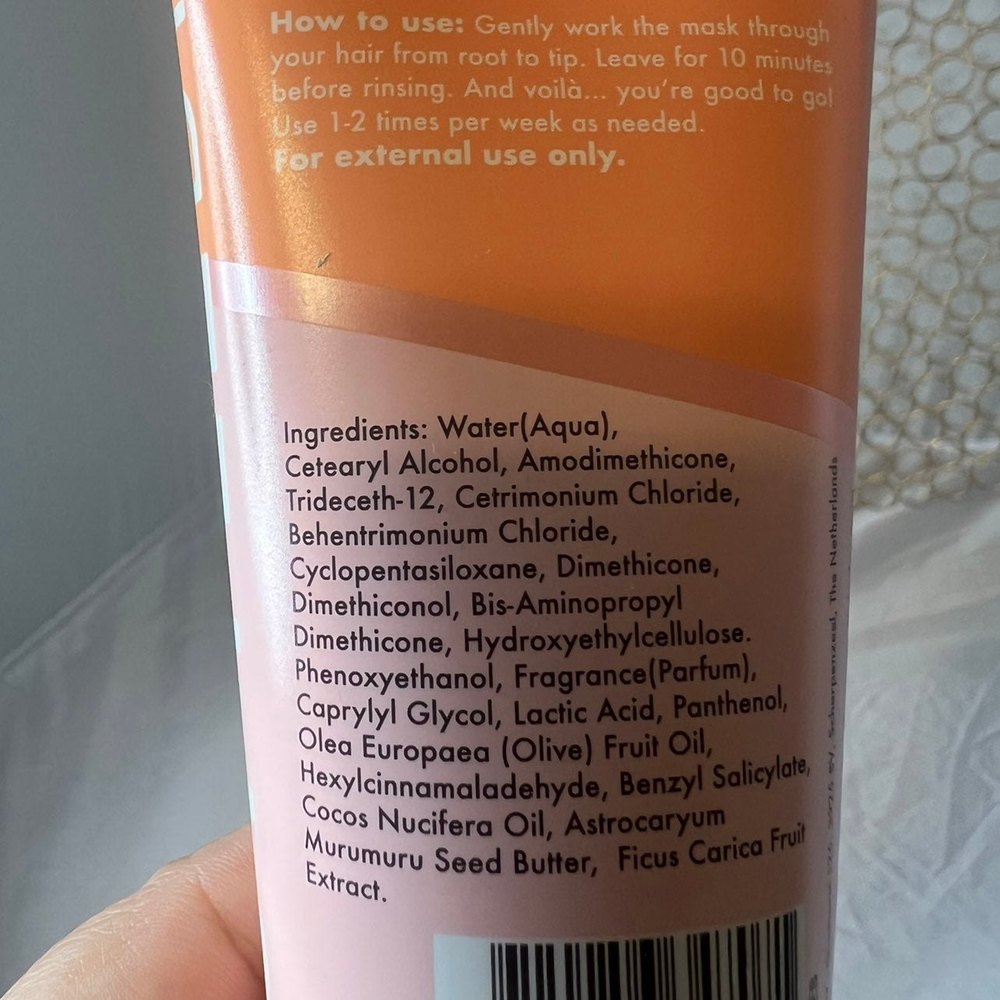 How to use: Gently work the mask through
your hair from root to tip. Leave for 10 minutes
before rinsing. And voilà... you're good to go!
Use 1-2 times per week as needed.
For external use only.
Ingredients: Water(Aqua),
Cetearyl Alcohol, Amodimethicone,
Trideceth-12, Cetrimonium Chloride,
Behentrimonium Chloride,
Cyclopentasiloxane, Dimethicone,
Dimethiconol, Bis-Aminopropyl
Dimethicone, Hydroxyethylcellulose.
Phenoxyethanol, Fragrance(Parfum),
Caprylyl Glycol, Lactic Acid, Panthenol,
Olea Europaea (Olive) Fruit Oil,
Hexylcinnamaladehyde, Benzyl Salicylate,
Cocos Nucifera Oil, Astrocaryum
Murumuru Seed Butter, Ficus Carica Fruit
Extract.
Scherpenzeel, The Netherlands